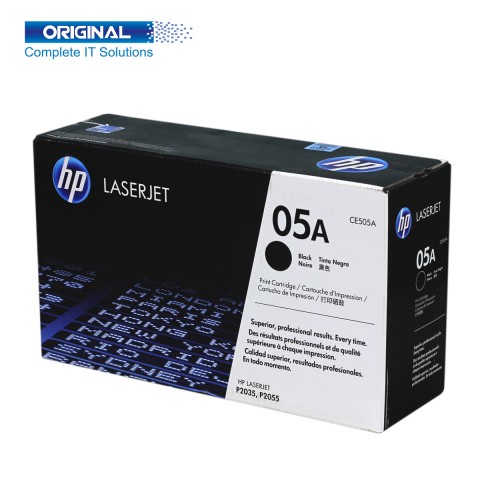 ORIGINAL
Complete IT Solutions
hp
LASERJET
05A
CE505A
Black
Noire
Tinta Negra
黑色
Print Cartridge / Cartouche d'Impression /
Cartucho de Impresión / 打印硒鼓
Superior, professional results. Every time.
Des résultats professionnels et de qualité
supérieure à chaque impression.
Calidad superior, resultados profesionales.
En todo momento.
HP LASERJET
P2035, P2055
hp
LASERJET
05A